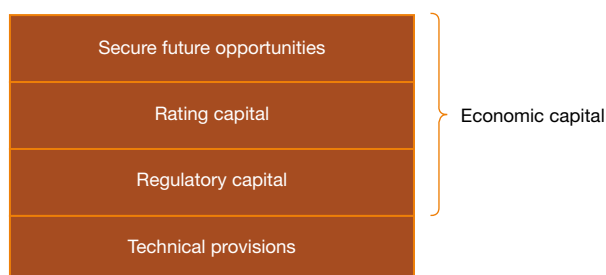 Secure future opportunities
Rating capital
Economic capital
Regulatory capital
Technical provisions